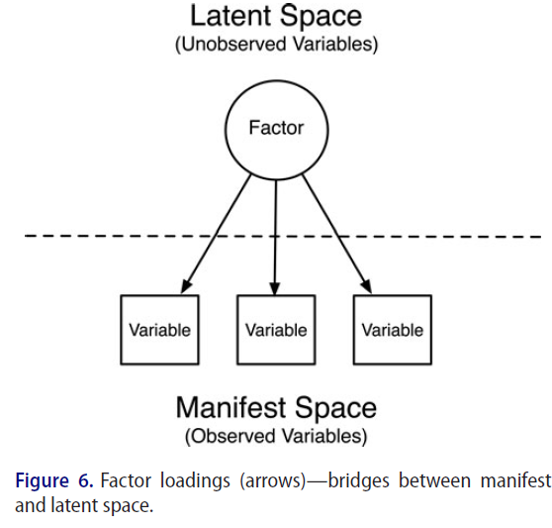 Latent Space
(Unobserved Variables)
Factor
Variable Variable Variable
Manifest Space
(Observed Variables)
Figure 6. Factor loadings (arrows)—bridges between manifest
and latent space.